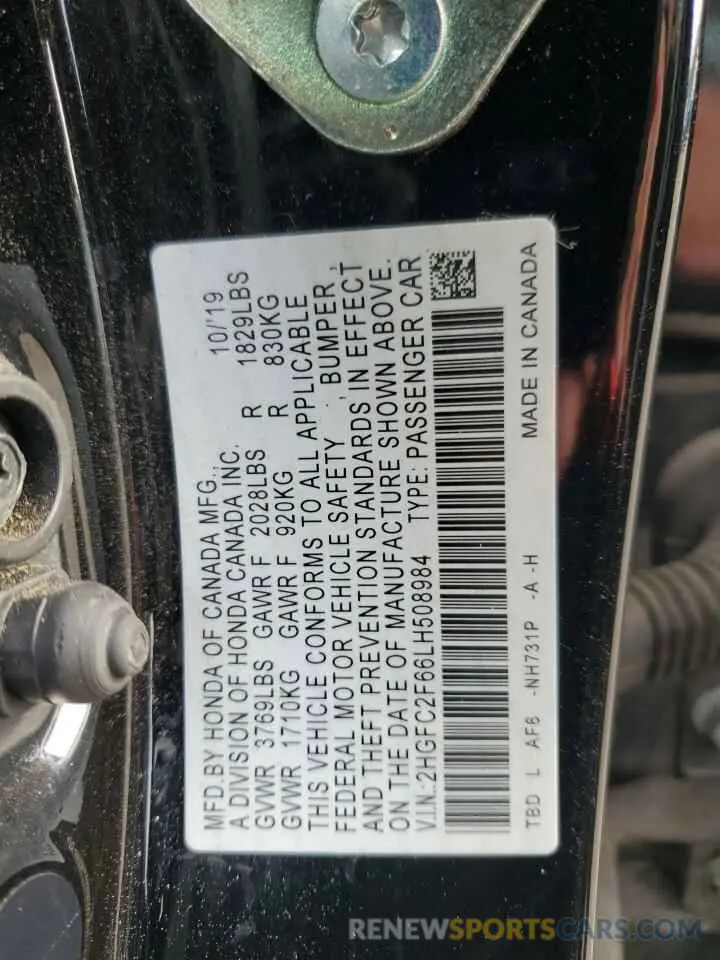 MFD.BY HONDA OF CANADA MFG., 10/'19
A DIVISION OF HONDA CANADA INC.
GVWR 3769LBS GAWR F 2028LBS R 1829LBS
GVWR 1710KG GAWR F 920KG R 830KG
THIS VEHICLE CONFORMS TO ALL APPLICABLE
FEDERAL MOTOR VEHICLE SAFETY , BUMPER,
AND THEFT PREVENTION STANDARDS IN EFFECT
ON THE DATE OF MANUFACTURE SHOWN ABOVE.
V.I.N.:2HGFC2F66LH508984 TYPE: PASSENGER CAR
TBD L AF6 -NH731P -A -H MADE IN CANADA
RENEWSPORTSCARS.COM